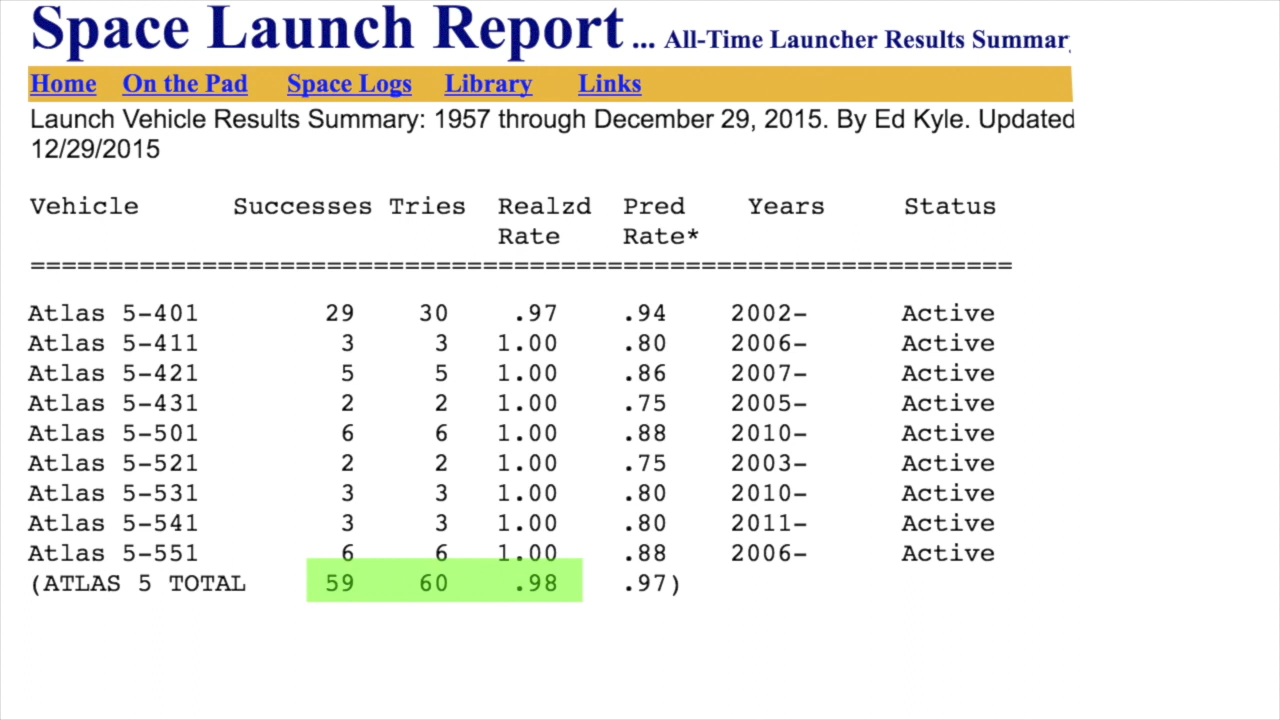 Space Launch Report ... All-Time Launcher Results Summar
Home On the Pad Space Logs Library Links
Launch Vehicle Results Summary: 1957 through December 29, 2015. By Ed Kyle. Updated
12/29/2015
Vehicle Successes Tries Realzd Pred Years Status
Rate Rate*
===============================================================
Atlas 5-401 29 30 .97 .94 2002- Active
Atlas 5-411 3 3 1.00 .80 2006- Active
Atlas 5-421 5 5 1.00 .86 2007- Active
Atlas 5-431 2 2 1.00 .75 2005- Active
Atlas 5-501 6 6 1.00 .88 2010- Active
Atlas 5-521 2 2 1.00 .75 2003- Active
Atlas 5-531 3 3 1.00 .80 2010- Active
Atlas 5-541 3 3 1.00 .80 2011- Active
Atlas 5-551 6 6 1.00 .88 2006- Active
(ATLAS 5 TOTAL 59 60 .98 .97)